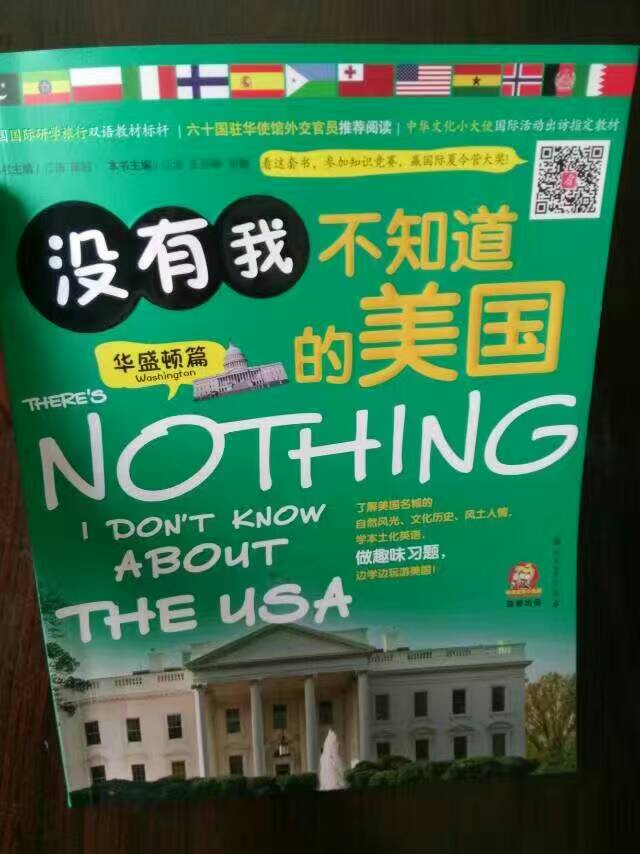 国国际研学旅行双语教材标杆 | 六十国驻华使馆外交官员推荐阅读 | 中华文化小大使国际活动出访指定教材
本书主编
看这套书，参加知识竞赛，赢国际夏令营大奖！
没有我不知道
的美国
华盛顿篇
Washington
THERE'S
NOTHING
I DON'T KNOW
ABOUT
THE USA
了解美国名城的
自然风光、文化历史、风土人情，
学本土化英语，
做趣味习题，
边学边玩游美国！